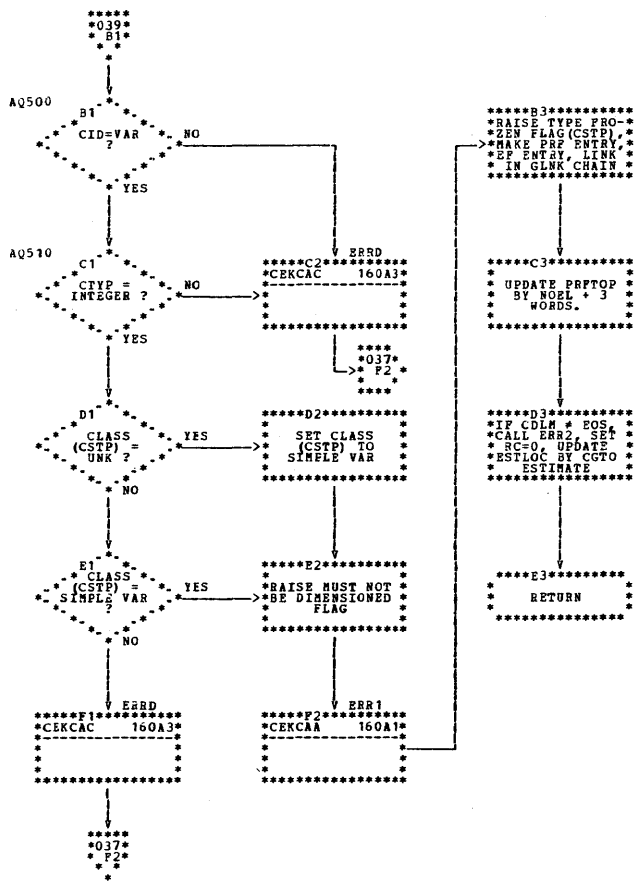 039
B1
AQ500
B1
CID=VAR
?
NO
YES
B3
RAISE TYPE FRO-
ZEN FLAG(CSTP),
MAKE PRF ENTRY,
EF ENTRY, LINK
IN GLNK CHAIN
AQ510
C1
CTYP =
INTEGER ?
NO
YES
ERRD
C2
CEKCAC 160A3
037
F2
C3
UPDATE PRFTOP
BY NOEL + 3
WORDS.
D1
CLASS
(CSTP) =
UNK ?
YES
NO
D2
SET CLASS
(CSTP) TO
SIMPLE VAR
D3
IF CDLM ≠ EOS,
CALL ERR2, SET
RC=0, UPDATE
ESTLOC BY CGTO
ESTIMATE
E1
CLASS
(CSTP) =
SIMPLE VAR
?
YES
NO
E2
RAISE MUST NOT
BE DIMENSIONED
FLAG
E3
RETURN
ERRD
F1
CEKCAC 160A3
ERR1
F2
CEKCAA 160A1
037
F2